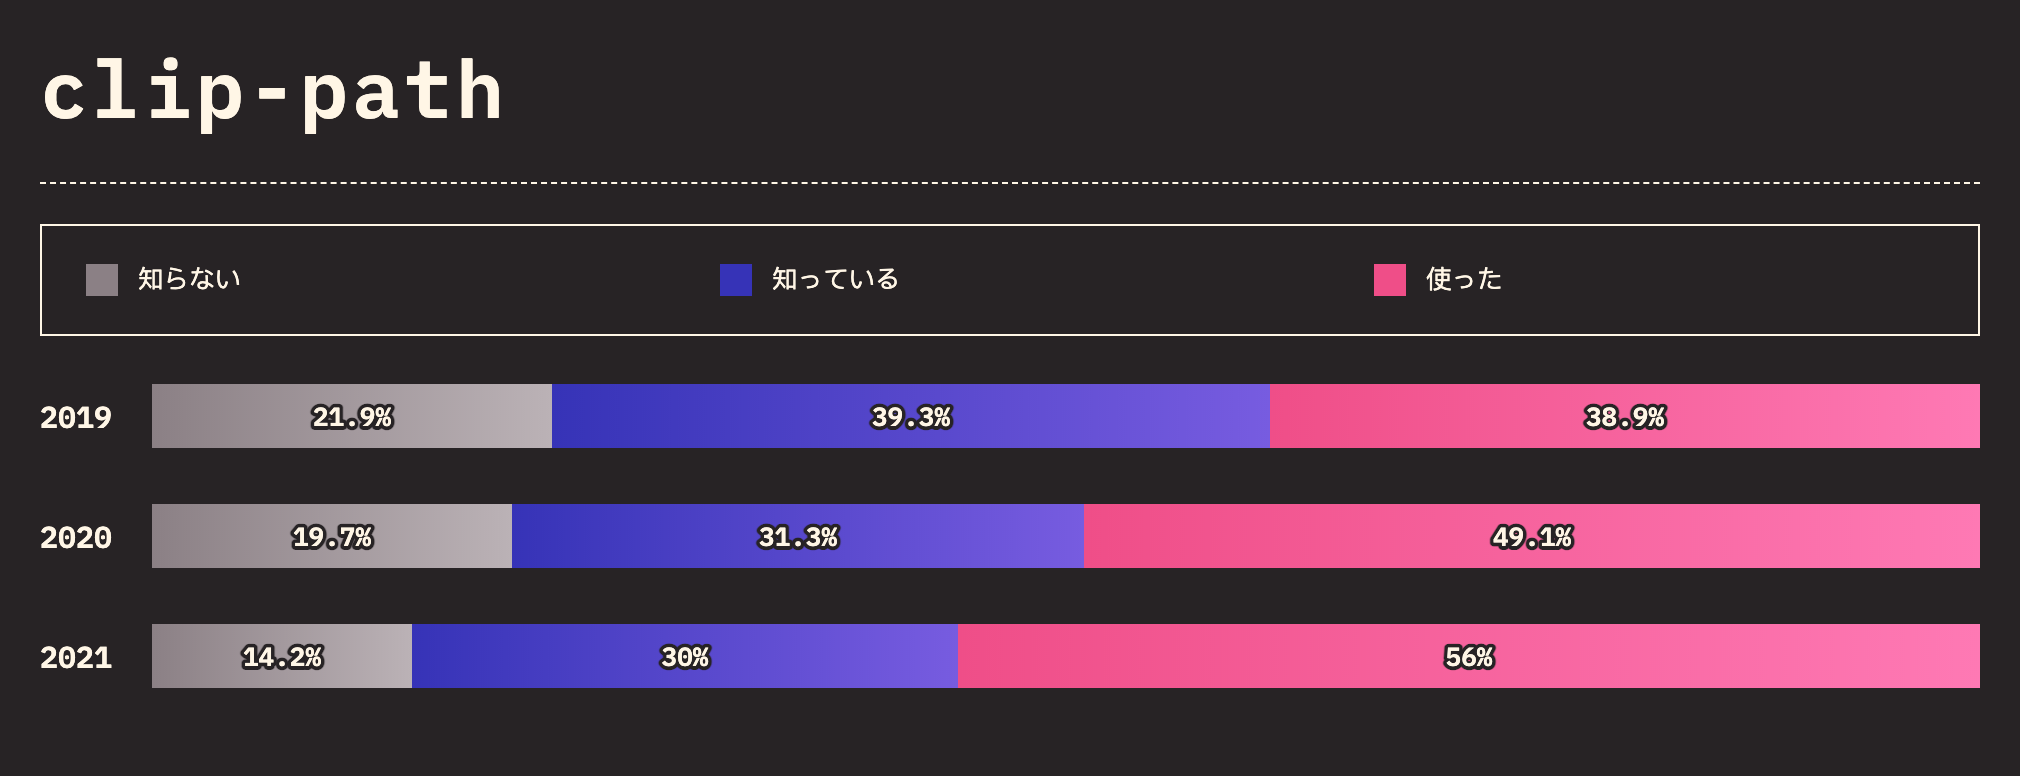 clip-path
知らない 知っている 使った
2019 21.9% 39.3% 38.9%
2020 19.7% 31.3% 49.1%
2021 14.2% 30% 56%